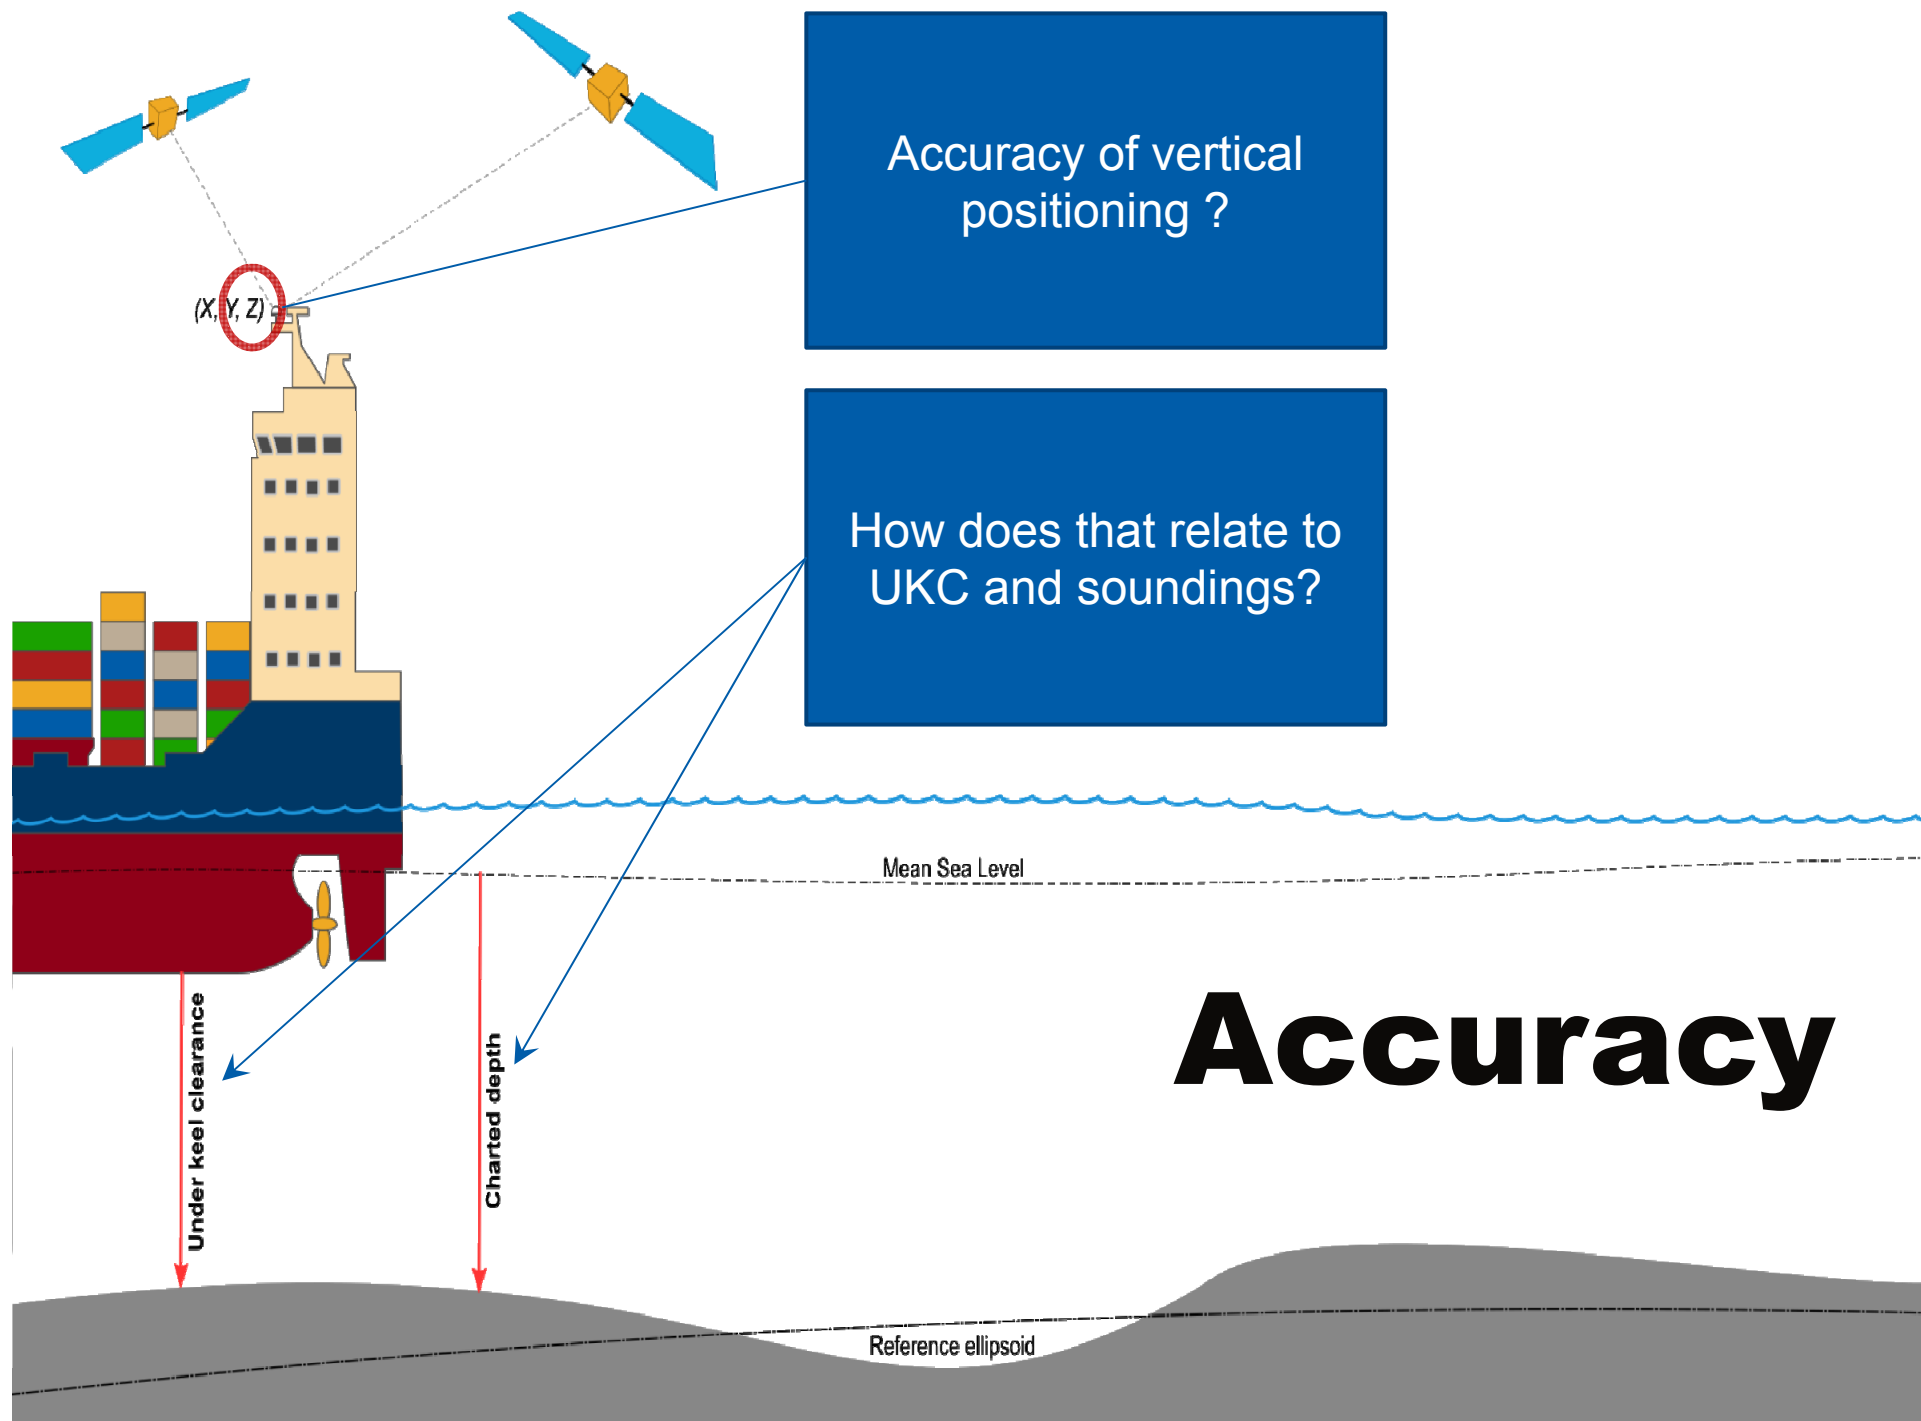 Accuracy of vertical
positioning ?
(X, Y, Z)
How does that relate to
UKC and soundings?
Mean Sea Level
Under keel clearance
Charted depth
Accuracy
Reference ellipsoid